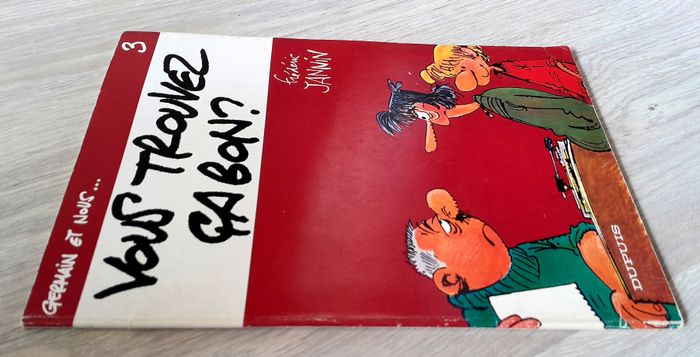 GERMAIN ET NOUS... 3
VOUS TROUVEZ
ÇA BON?
Frédéric
JANNIN
DUPUIS